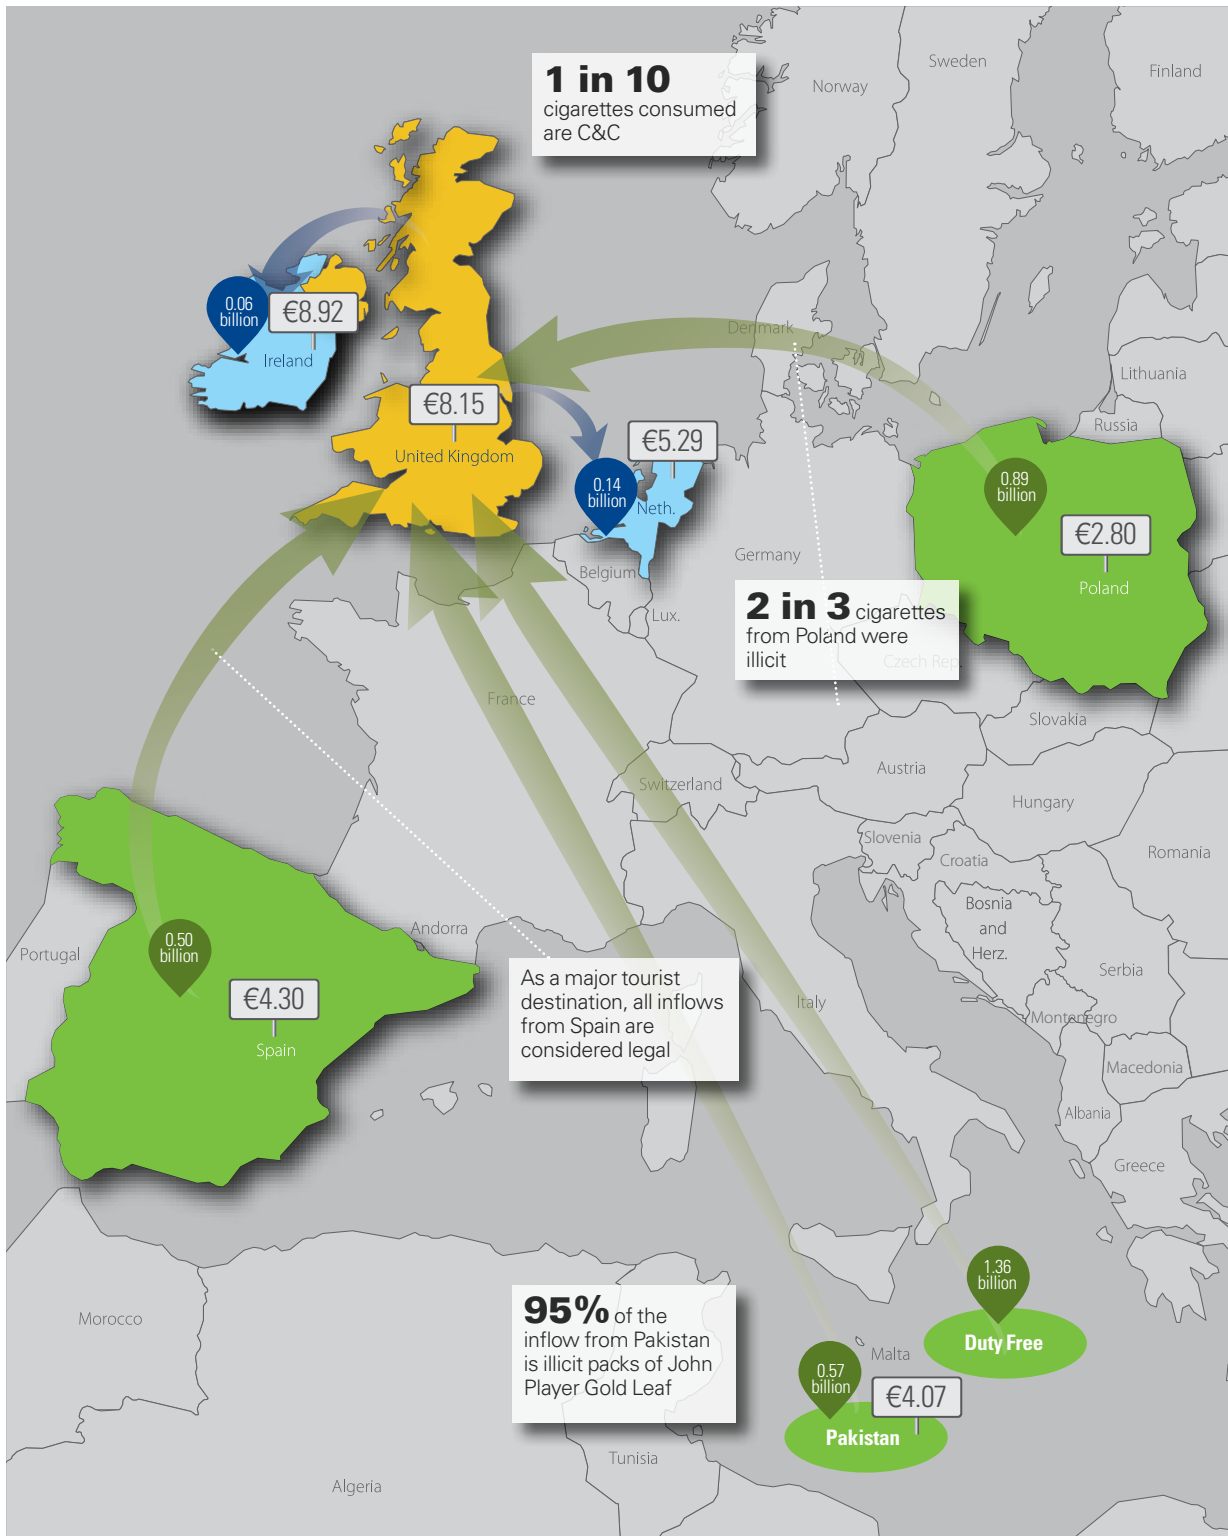 Sweden
Finland
Norway
1 in 10
cigarettes consumed
are C&C
0.06
billion
€8.92
Ireland
Denmark
Lithuania
Russia
€8.15
United Kingdom
€5.29
0.14
billion
Neth.
0.89
billion
€2.80
Poland
Germany
Belgium
Lux.
2 in 3 cigarettes
from Poland were
illicit
Czech Rep.
France
Slovakia
Austria
Switzerland
Hungary
Slovenia
Croatia
Romania
Bosnia
and
Herz.
Andorra
Portugal
0.50
billion
€4.30
Spain
As a major tourist
destination, all inflows
from Spain are
considered legal
Italy
Serbia
Montenegro
Macedonia
Albania
Greece
1.36
billion
Duty Free
95% of the
inflow from Pakistan
is illicit packs of John
Player Gold Leaf
Morocco
Malta
0.57
billion
€4.07
Pakistan
Tunisia
Algeria